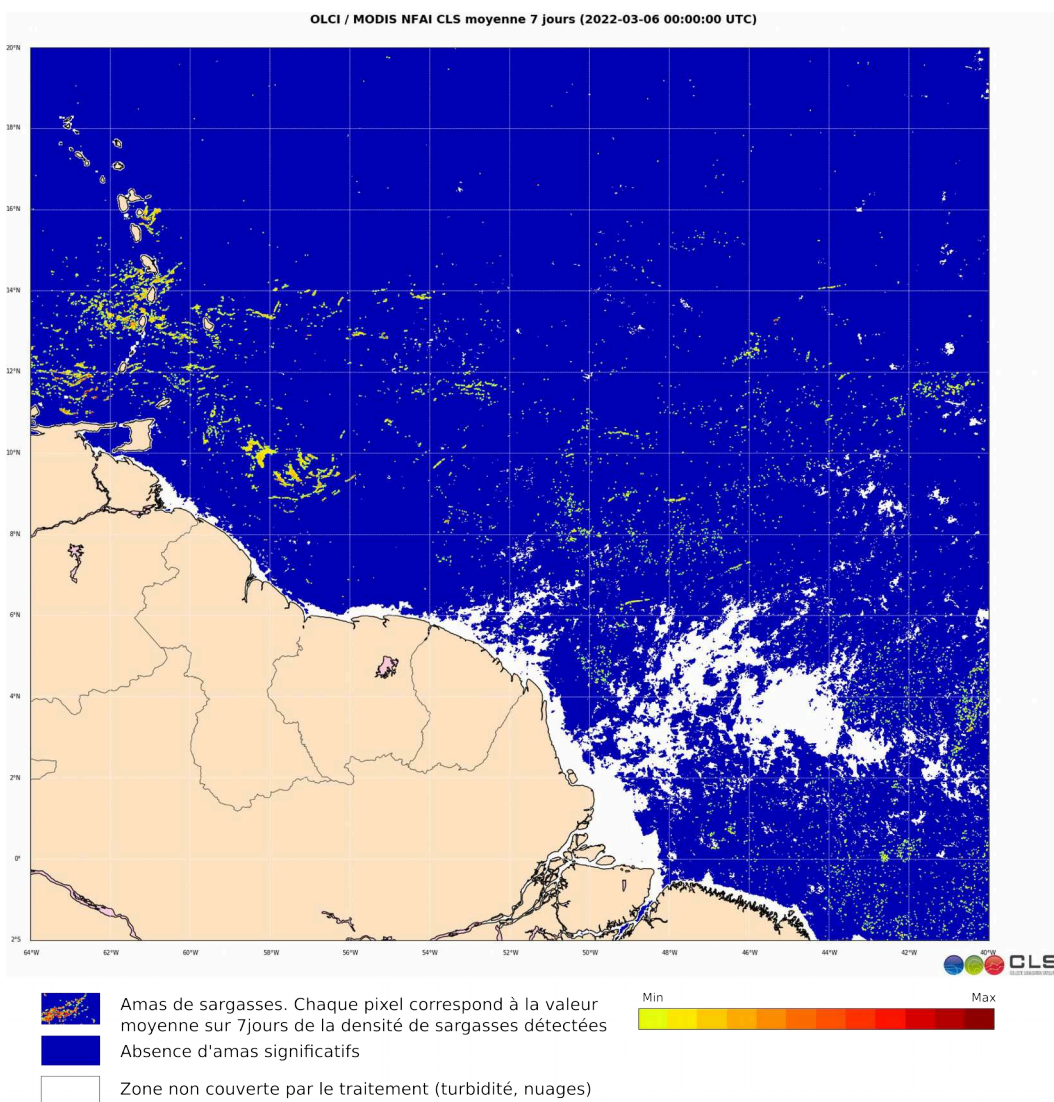 OLCI / MODIS NFAI CLS moyenne 7 jours (2022-03-06 00:00:00 UTC)
20°N
18°N
16°N
14°N
12°N
10°N
8°N
6°N
4°N
2°N
0°
2°S
64°W 62°W 60°W 58°W 56°W 54°W 52°W 50°W 48°W 46°W 44°W 42°W 40°W
CLS
Amas de sargasses. Chaque pixel correspond à la valeur
moyenne sur 7jours de la densité de sargasses détectées
Min Max
Absence d'amas significatifs
Zone non couverte par le traitement (turbidité, nuages)